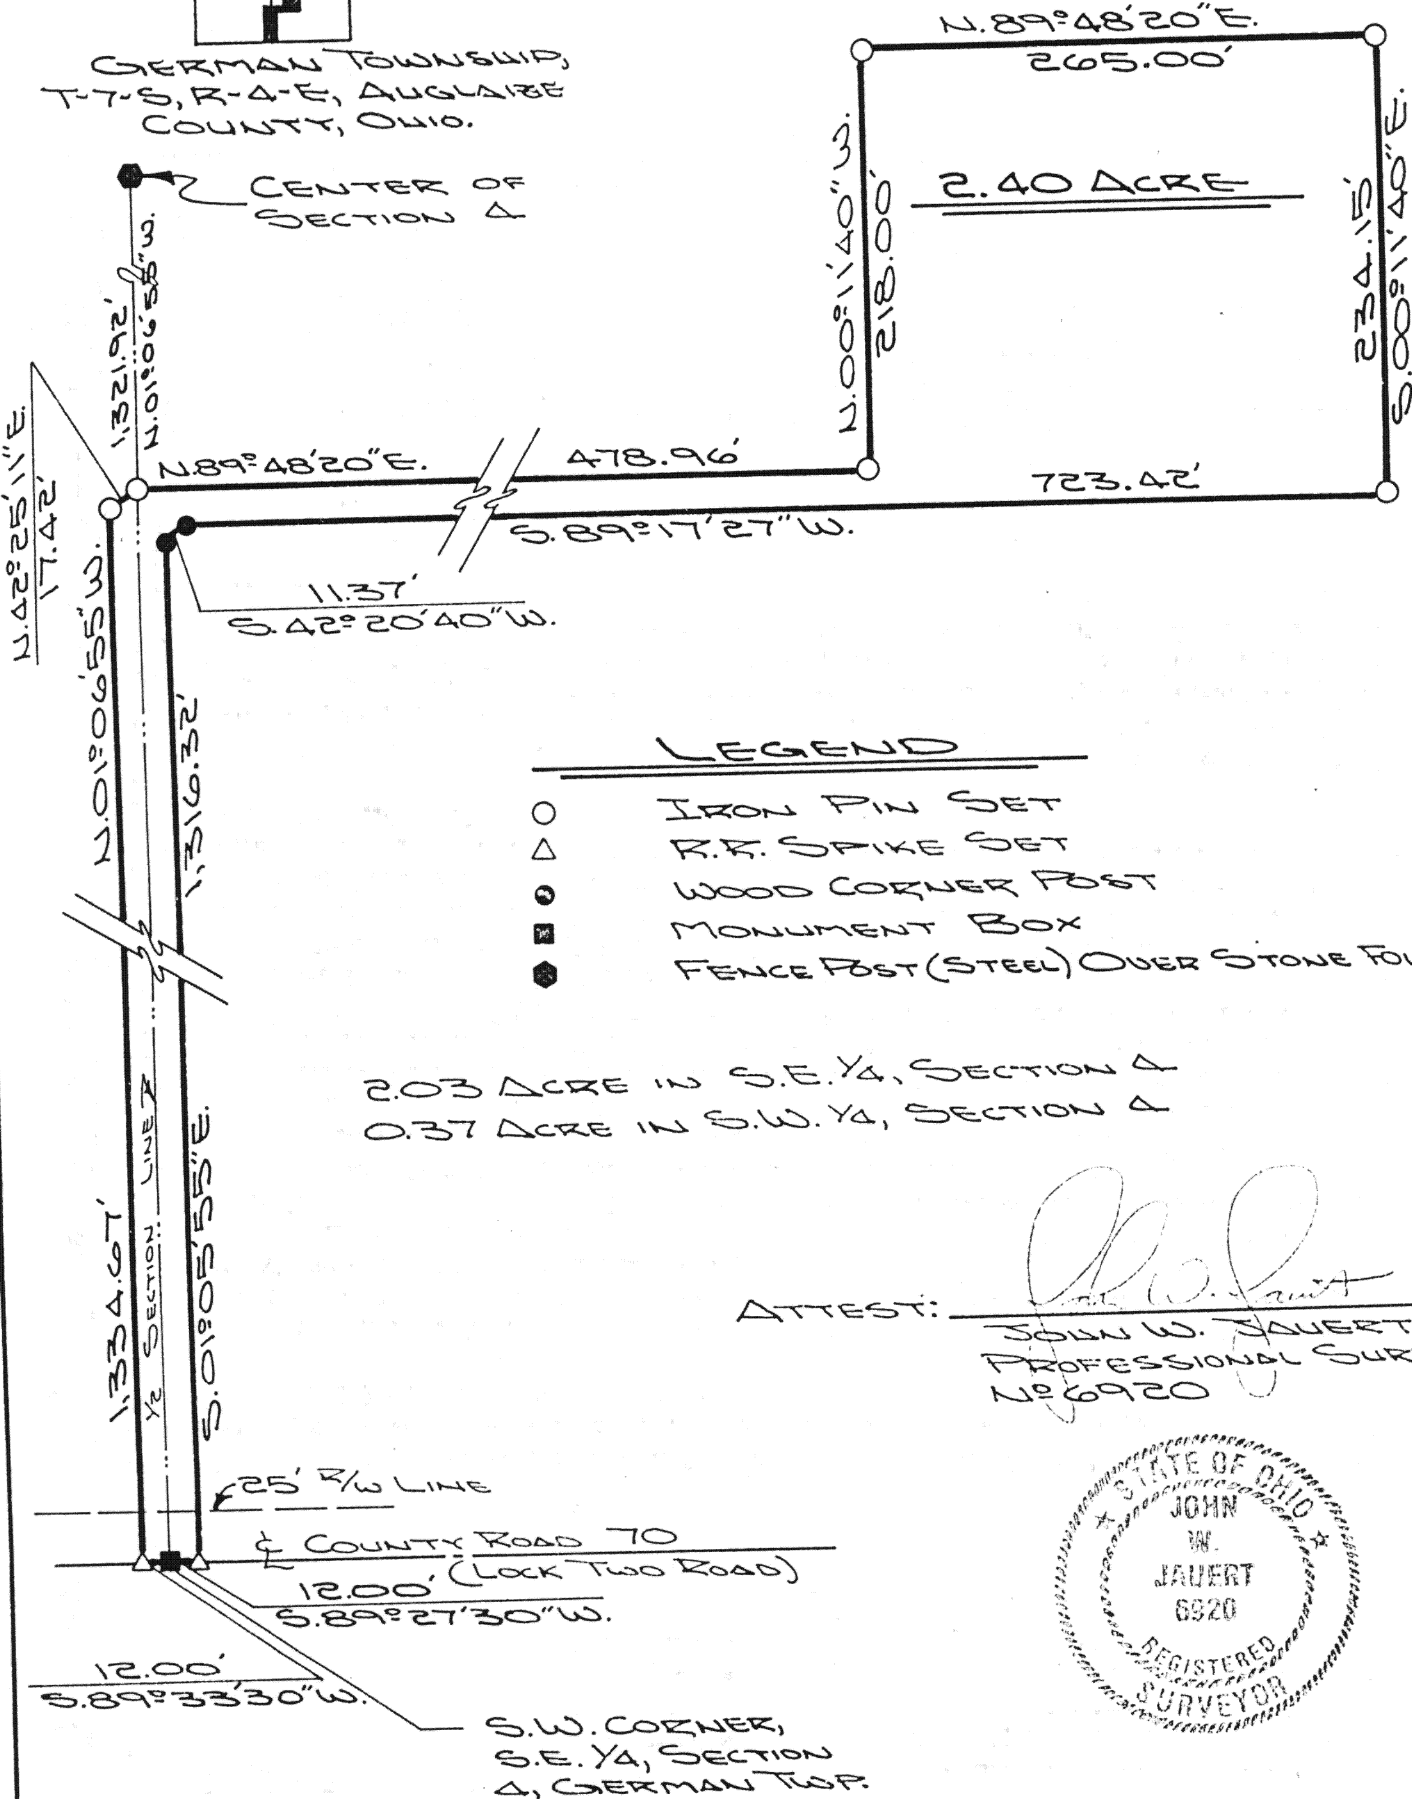 GERMAN TOWNSHIP,
T-7-S, R-4-E, AUGLAIZE
COUNTY, OHIO.
CENTER OF
SECTION 4
N.89°48'20"E.
265.00'
2.40 ACRE
N.00°11'40"W.
218.00'
234.15'
S.00°11'40"E.
1,321.92'
N.01°06'55"W.
N.42°25'11"E.
17.42'
N.89°48'20"E.
478.96'
723.42'
S.89°17'27"W.
11.37'
S.42°20'40"W.
N.01°06'55"W.
1,316.32'
LEGEND
IRON PIN SET
R.R. SPIKE SET
WOOD CORNER POST
MONUMENT BOX
FENCE POST (STEEL) OVER STONE
2.03 ACRE IN S.E. 1/4, SECTION 4
0.37 ACRE IN S.W. 1/4, SECTION 4
1,334.67'
1/2 SECTION LINE
S.01°05'55"E.
ATTEST:
JOHN W. JAUERT
PROFESSIONAL
Nº 6920
STATE OF OHIO
JOHN
W.
JAUERT
6920
REGISTERED
SURVEYOR
25' R/W LINE
℄ COUNTY ROAD 70
(LOCK TWO ROAD)
12.00'
S.89°27'30"W.
12.00'
S.89°33'30"W.
S.W. CORNER,
S.E. 1/4, SECTION
4, GERMAN TWP.